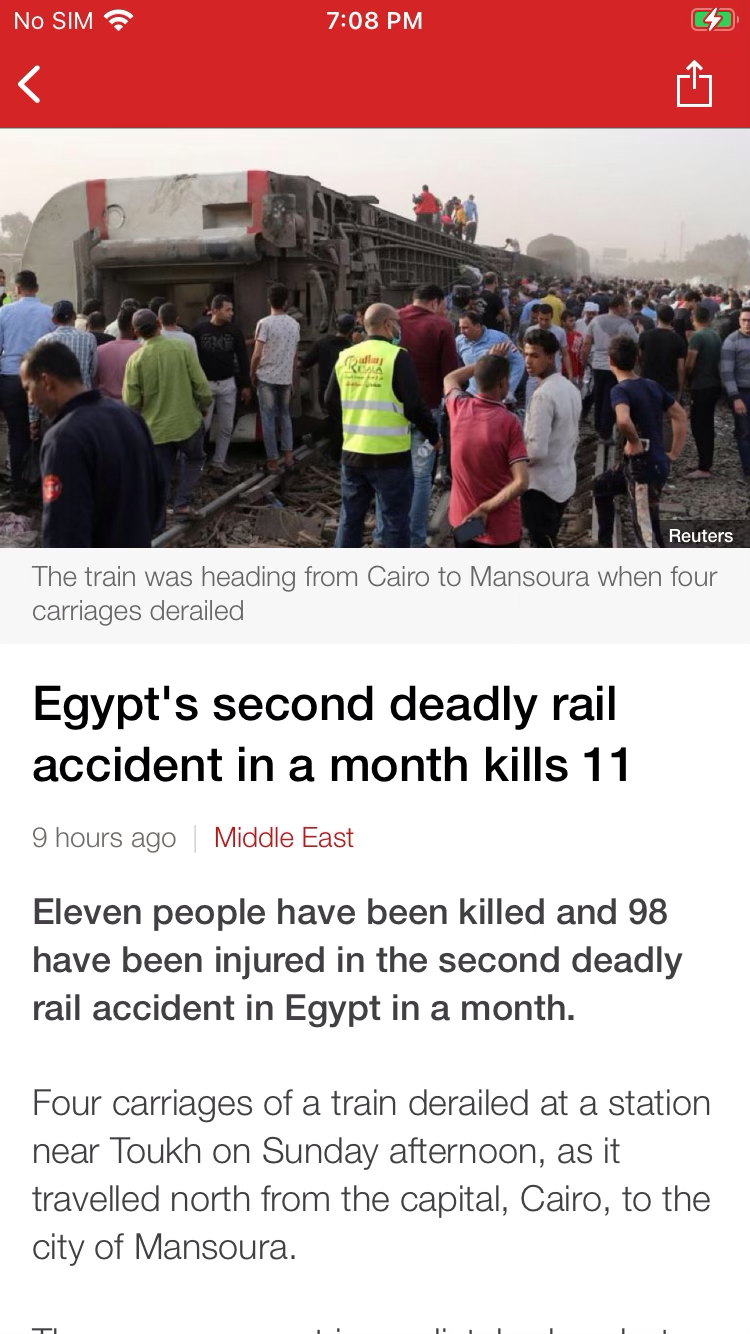 No SIM
7:08 PM
Reuters
The train was heading from Cairo to Mansoura when four
carriages derailed
Egypt's second deadly rail
accident in a month kills 11
9 hours ago
Middle East
Eleven people have been killed and 98
have been injured in the second deadly
rail accident in Egypt in a month.
Four carriages of a train derailed at a station
near Toukh on Sunday afternoon, as it
travelled north from the capital, Cairo, to the
city of Mansoura.